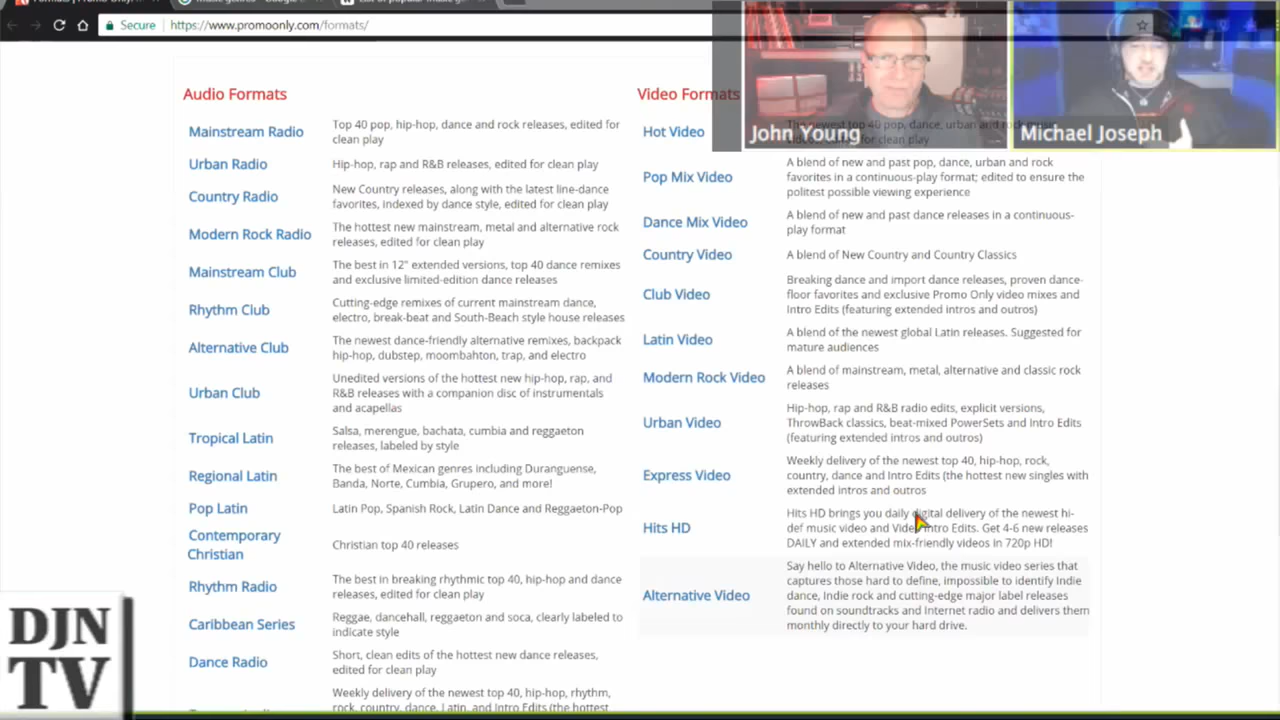 Secure
https://www.promoonly.com/formats/
John Young
Michael Joseph
Audio Formats
Mainstream Radio
Top 40 pop, hip-hop, dance and rock releases, edited for
clean play
Urban Radio
Hip-hop, rap and R&B releases, edited for clean play
Country Radio
New Country releases, along with the latest line-dance
favorites, indexed by dance style, edited for clean play
Modern Rock Radio
The hottest new mainstream, metal and alternative rock
releases, edited for clean play
Mainstream Club
The best in 12" extended versions, top 40 dance remixes
and exclusive limited-edition dance releases
Rhythm Club
Cutting-edge remixes of current mainstream dance,
electro, break-beat and South-Beach style house releases
Alternative Club
The newest dance-friendly alternative remixes, backpack
hip-hop, dubstep, moombahton, trap, and electro
Urban Club
Unedited versions of the hottest new hip-hop, rap, and
R&B releases with a companion disc of instrumentals
and acapellas
Tropical Latin
Salsa, merengue, bachata, cumbia and reggaeton
releases, labeled by style
Regional Latin
The best of Mexican genres including Duranguense,
Banda, Norte, Cumbia, Grupero, and more!
Pop Latin
Latin Pop, Spanish Rock, Latin Dance and Reggaeton-Pop
Contemporary
Christian
Christian top 40 releases
Rhythm Radio
The best in breaking rhythmic top 40, hip-hop and dance
releases, edited for clean play
Caribbean Series
Reggae, dancehall, reggaeton and soca, clearly labeled to
indicate style
Dance Radio
Short, clean edits of the hottest new dance releases,
edited for clean play
Weekly delivery of the newest top 40, hip-hop, rhythm,
rock, country, dance, Latin, and Intro Edits (the hottest
Video Formats
Hot Video
The newest top 40 pop, dance, urban and rock music
videos, edited for clean play
Pop Mix Video
A blend of new and past pop, dance, urban and rock
favorites in a continuous-play format; edited to ensure the
politest possible viewing experience
Dance Mix Video
A blend of new and past dance releases in a continuous-
play format
Country Video
A blend of New Country and Country Classics
Club Video
Breaking dance and import dance releases, proven dance-
floor favorites and exclusive Promo Only video mixes and
Intro Edits (featuring extended intros and outros)
Latin Video
A blend of the newest global Latin releases. Suggested for
mature audiences
Modern Rock Video
A blend of mainstream, metal, alternative and classic rock
releases
Urban Video
Hip-hop, rap and R&B radio edits, explicit versions,
ThrowBack classics, beat-mixed PowerSets and Intro Edits
(featuring extended intros and outros)
Express Video
Weekly delivery of the newest top 40, hip-hop, rock,
country, dance and Intro Edits (the hottest new singles with
extended intros and outros
Hits HD
Hits HD brings you daily digital delivery of the newest hi-
def music video and Video Intro Edits. Get 4-6 new releases
DAILY and extended mix-friendly videos in 720p HD!
Alternative Video
Say hello to Alternative Video, the music video series that
captures those hard to define, impossible to identify Indie
dance, Indie rock and cutting-edge major label releases
found on soundtracks and Internet radio and delivers them
monthly directly to your hard drive.
DJN
TV